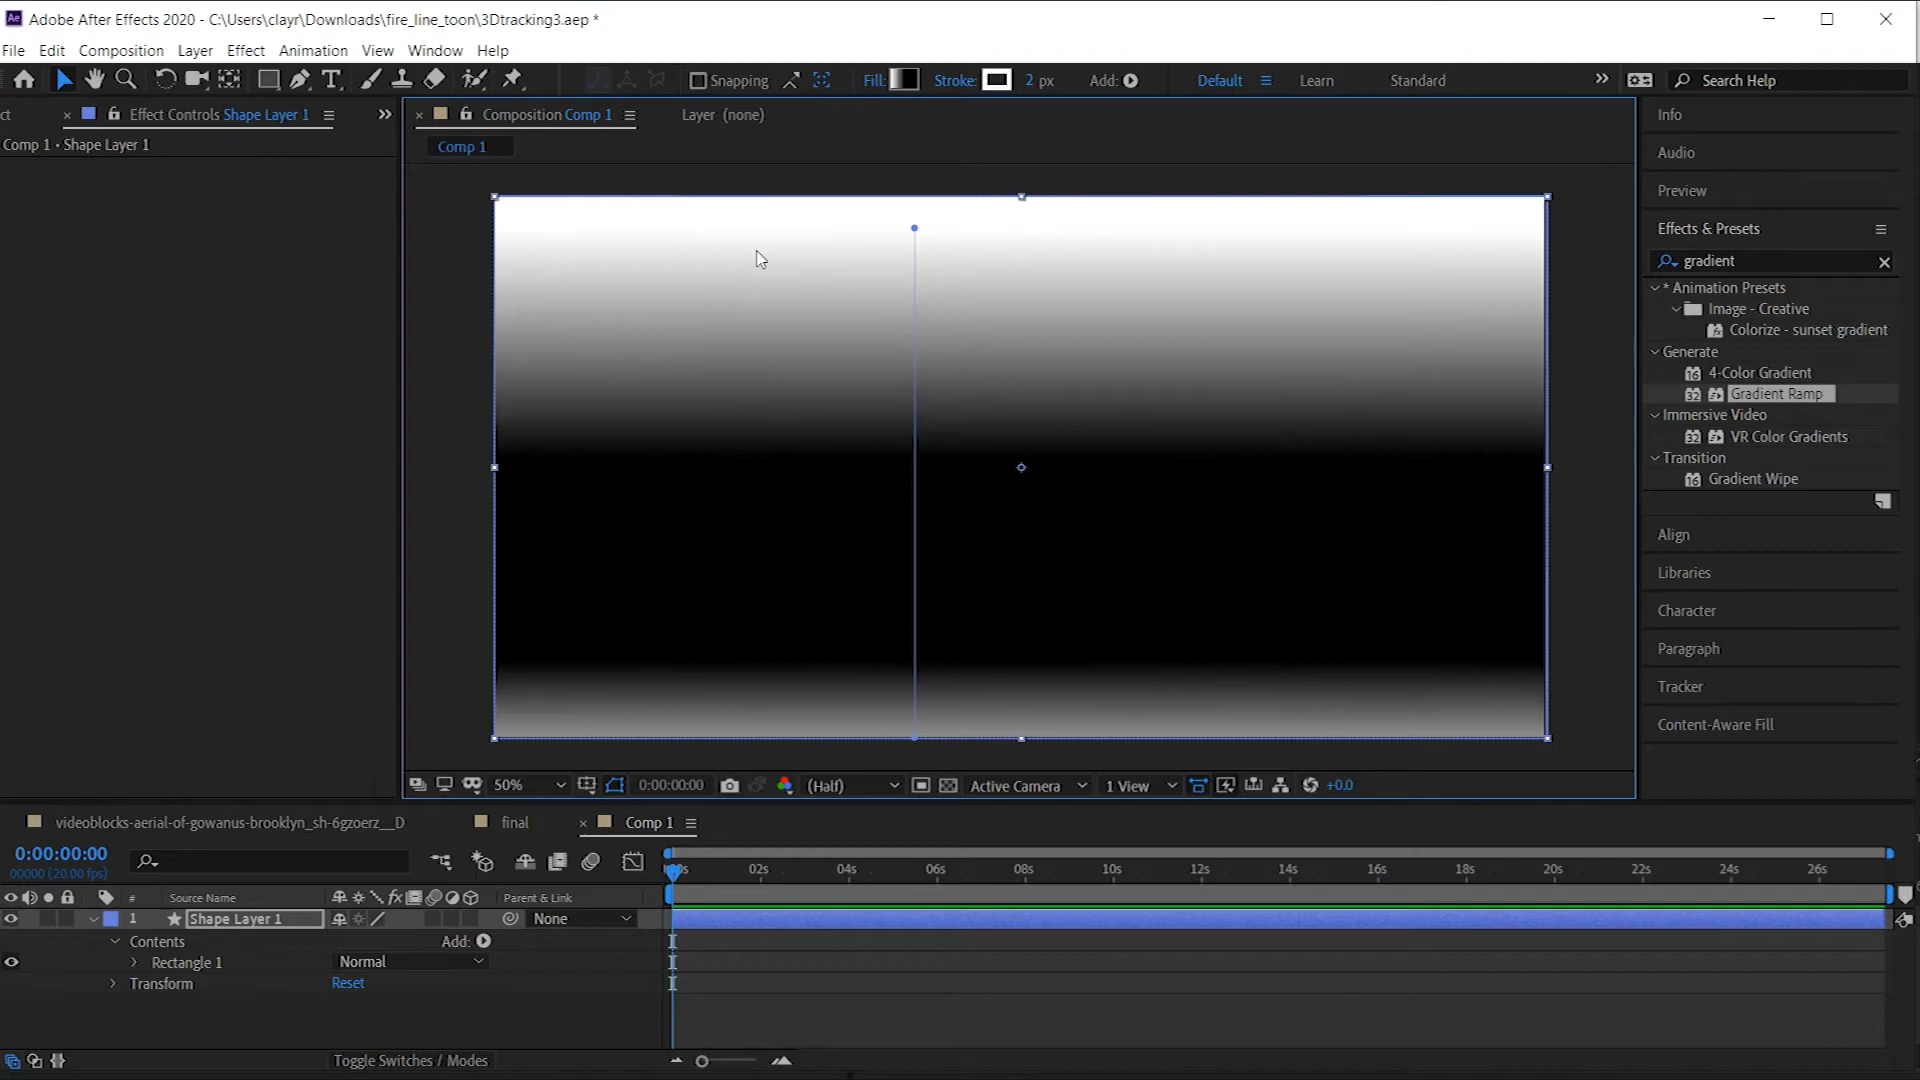 Adobe After Effects 2020 - C:\Users\clayr\Downloads\fire_line_toon\3Dtracking3.aep *
File Edit Composition Layer Effect Animation View Window Help
Snapping Fill: Stroke: 2 px Add: Default Learn Standard Search Help
ct Effect Controls Shape Layer 1
Comp 1 • Shape Layer 1
Composition Comp 1 Layer (none)
Comp 1
Info
Audio
Preview
Effects & Presets
gradient
* Animation Presets
Image - Creative
Colorize - sunset gradient
Generate
4-Color Gradient
Gradient Ramp
Immersive Video
VR Color Gradients
Transition
Gradient Wipe
Align
Libraries
Character
Paragraph
Tracker
Content-Aware Fill
50% 0:00:00:00 (Half) Active Camera 1 View +0.0
videoblocks-aerial-of-gowanus-brooklyn_sh-6gzoerz__D final Comp 1
0:00:00:00
00000 (20.00 fps)
02s 04s 06s 08s 10s 12s 14s 16s 18s 20s 22s 24s 26s
# Source Name Parent & Link
1 Shape Layer 1 None
Contents Add:
Rectangle 1 Normal
Transform Reset
Toggle Switches / Modes